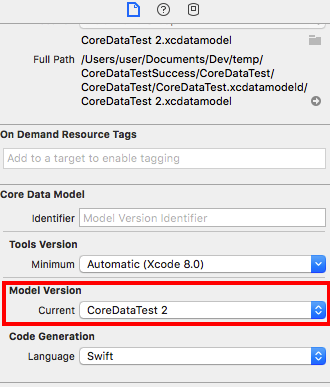 CoreDataTest 2.xcdatamodel
Full Path /Users/user/Documents/Dev/temp/
CoreDataTestSuccess/CoreDataTest/
CoreDataTest/CoreDataTest.xcdatamodeld/
CoreDataTest 2.xcdatamodel
On Demand Resource Tags
Add to a target to enable tagging
Core Data Model
Identifier Model Version Identifier
Tools Version
Minimum Automatic (Xcode 8.0)
Model Version
Current CoreDataTest 2
Code Generation
Language Swift